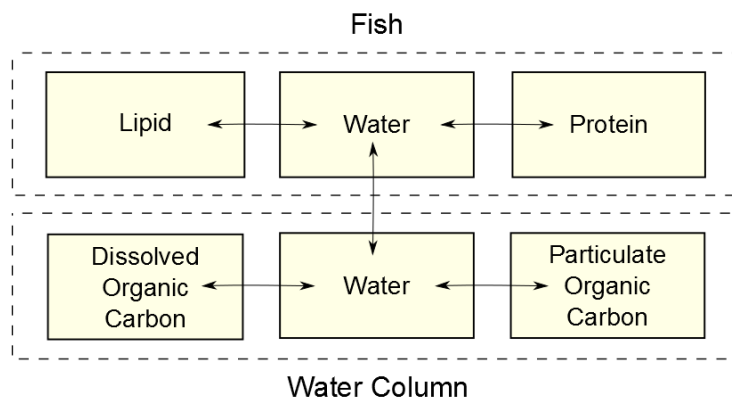 Fish
Lipid
Water
Protein
Dissolved
Organic
Carbon
Water
Particulate
Organic
Carbon
Water Column